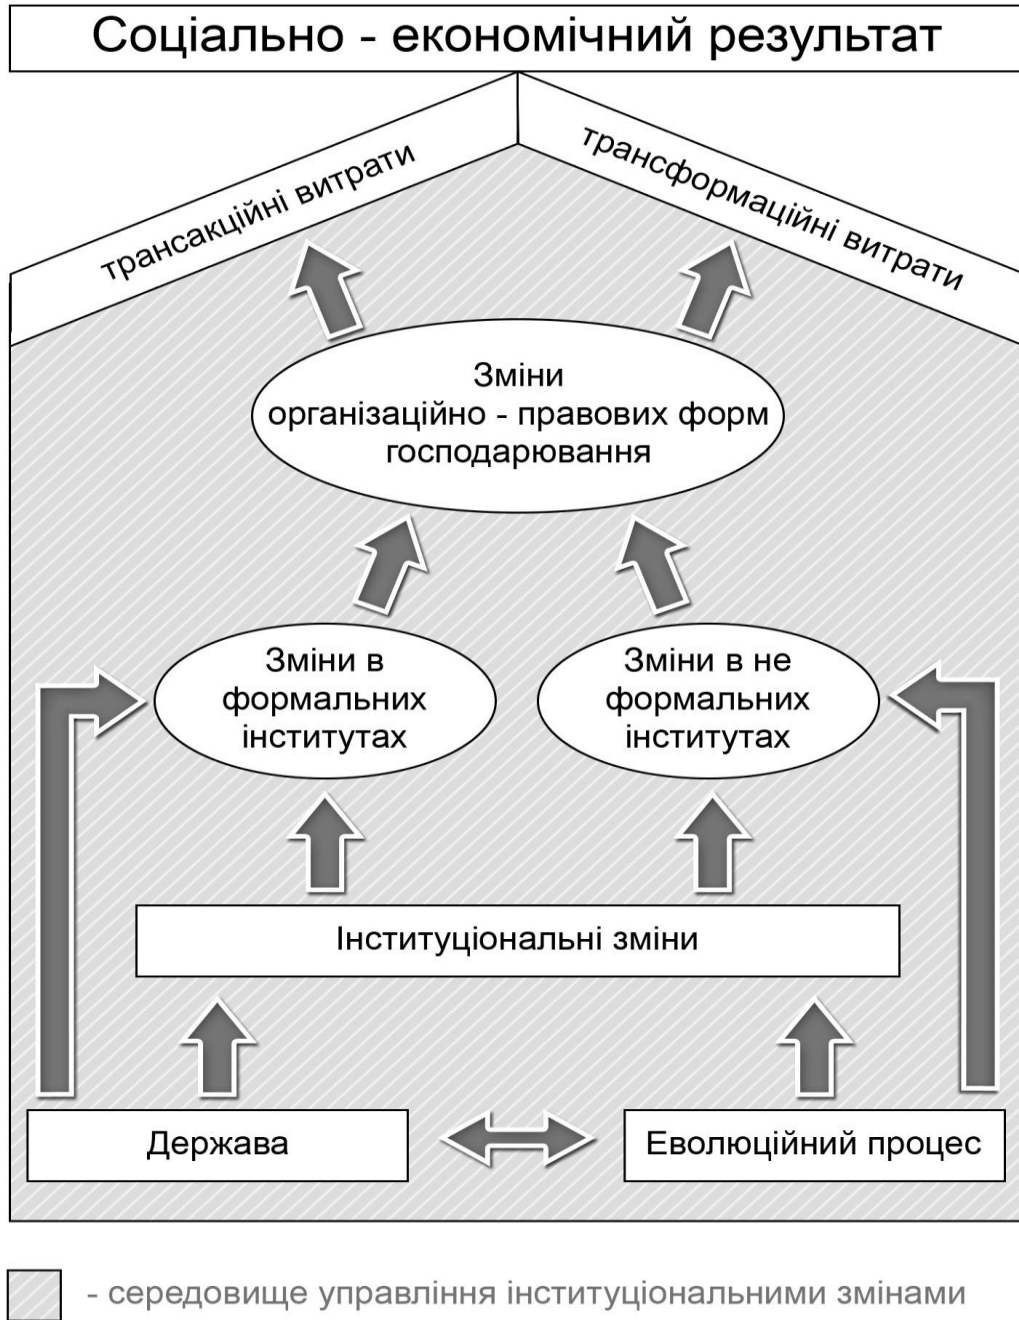 Соціально - економічний результат
трансакційні витрати
трансформаційні витрати
Зміни
організаційно - правових форм
господарювання
Зміни в
формальних
інститутах
Зміни в не
формальних
інститутах
Інституціональні зміни
Держава
Еволюційний процес
- середовище управління інституціональними змінами